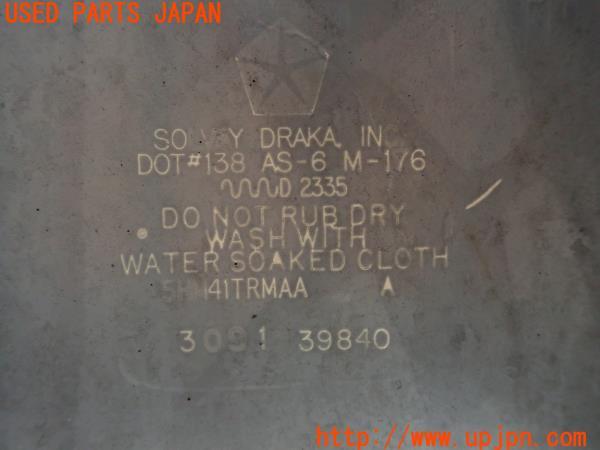 USED PARTS JAPAN
DRAKA, INC
DOT#138 AS-6 M-176
D 2335
DO NOT RUB DRY
WASH WITH
WATER SOAKED CLOTH
A
39840
http://www.upjpn.com